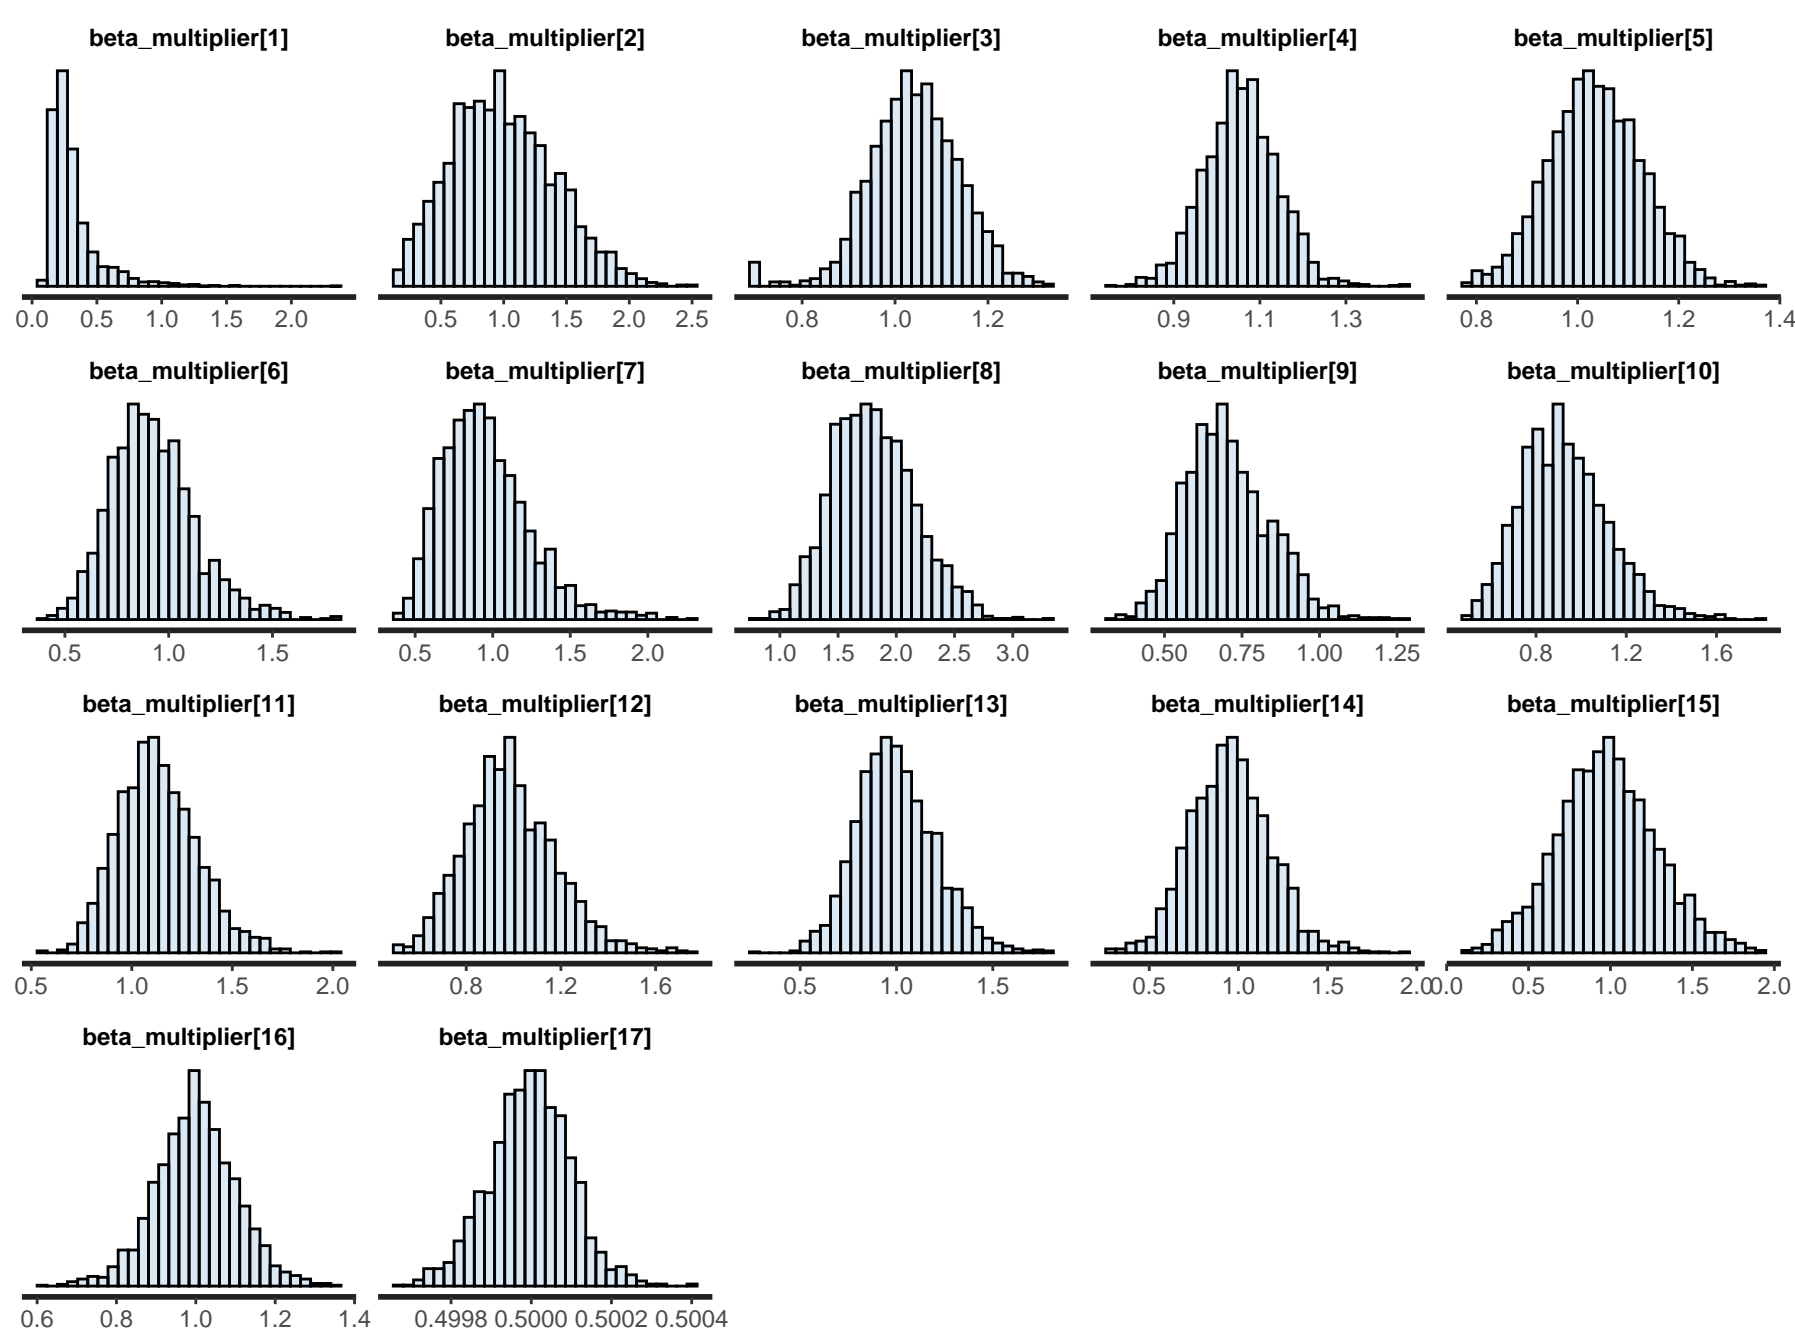 beta_multiplier[1] beta_multiplier[2] beta_multiplier[3] beta_multiplier[4] beta_multiplier[5]
0.0 0.5 1.0 1.5 2.0 0.5 1.0 1.5 2.0 2.5 0.8 1.0 1.2 0.9 1.1 1.3 0.8 1.0 1.2 1.4
beta_multiplier[6] beta_multiplier[7] beta_multiplier[8] beta_multiplier[9] beta_multiplier[10]
0.5 1.0 1.5 0.5 1.0 1.5 2.0 1.0 1.5 2.0 2.5 3.0 0.50 0.75 1.00 1.25 0.8 1.2 1.6
beta_multiplier[11] beta_multiplier[12] beta_multiplier[13] beta_multiplier[14] beta_multiplier[15]
0.5 1.0 1.5 2.0 0.8 1.2 1.6 0.5 1.0 1.5 0.5 1.0 1.5 2.0 0.0 0.5 1.0 1.5 2.0
beta_multiplier[16] beta_multiplier[17]
0.6 0.8 1.0 1.2 1.4 0.4998 0.5000 0.5002 0.5004